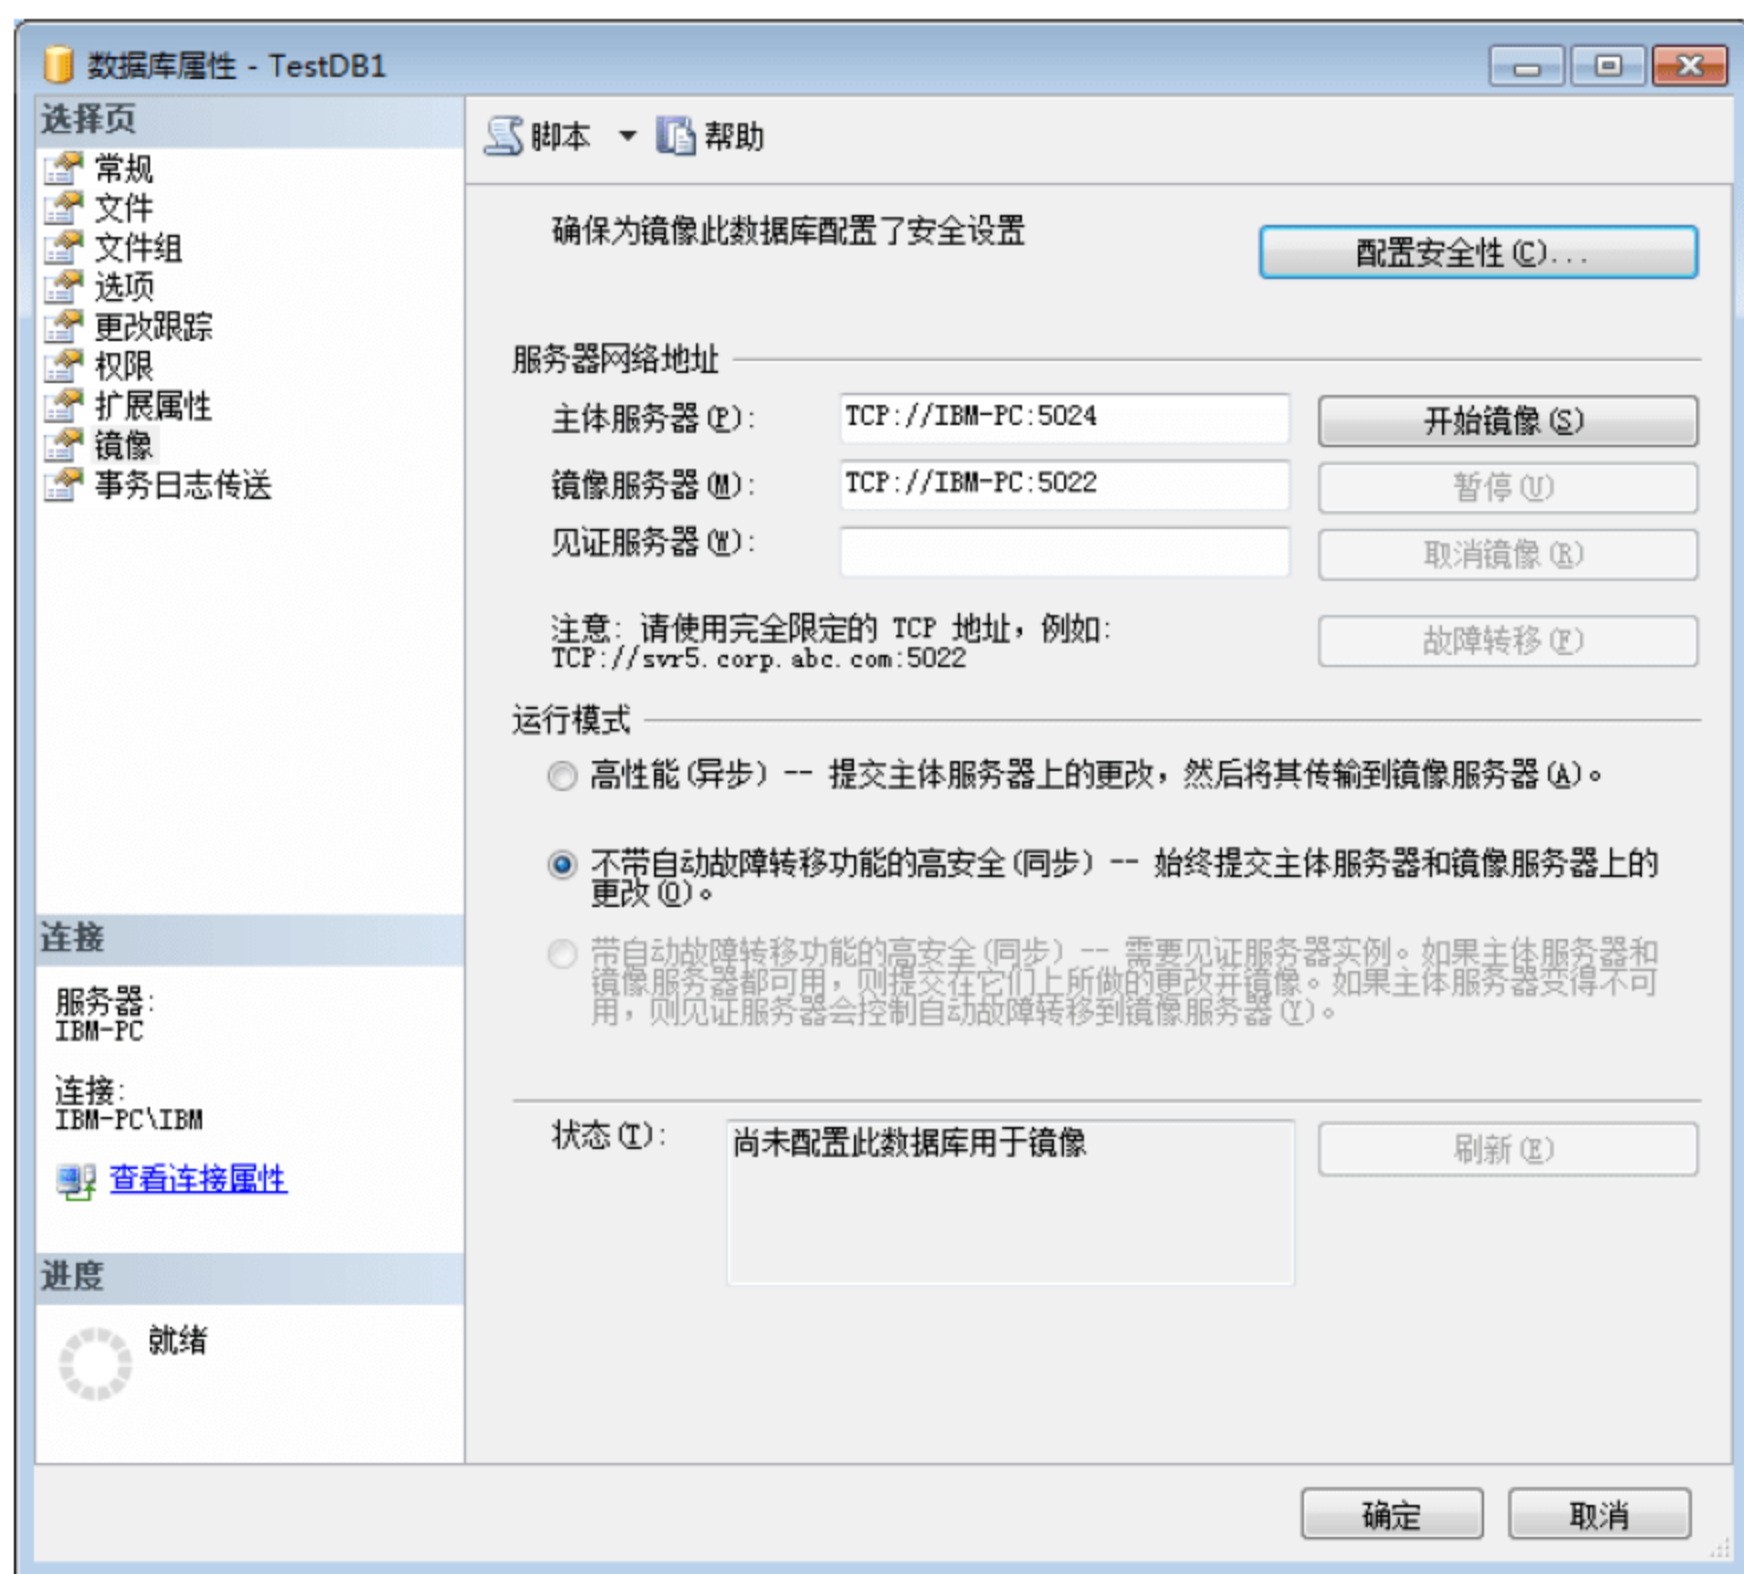 数据库属性 - TestDB1
选择页
常规
文件
文件组
选项
更改跟踪
权限
扩展属性
镜像
事务日志传送
连接
服务器:
IBM-PC
连接:
IBM-PC\IBM
查看连接属性
进度
就绪
脚本 帮助
确保为镜像此数据库配置了安全设置
配置安全性(C)...
服务器网络地址
主体服务器(P): TCP://IBM-PC:5024 开始镜像(S)
镜像服务器(M): TCP://IBM-PC:5022 暂停(U)
见证服务器(W): 取消镜像(R)
注意: 请使用完全限定的 TCP 地址，例如:
TCP://svr5.corp.abc.com:5022
故障转移(F)
运行模式
高性能(异步) -- 提交主体服务器上的更改，然后将其传输到镜像服务器(A)。
不带自动故障转移功能的高安全(同步) -- 始终提交主体服务器和镜像服务器上的
更改(O)。
带自动故障转移功能的高安全(同步) -- 需要见证服务器实例。如果主体服务器和
镜像服务器都可用，则提交在它们上所做的更改并镜像。如果主体服务器变得不可
用，则见证服务器会控制自动故障转移到镜像服务器(Y)。
状态(T): 尚未配置此数据库用于镜像 刷新(E)
确定 取消